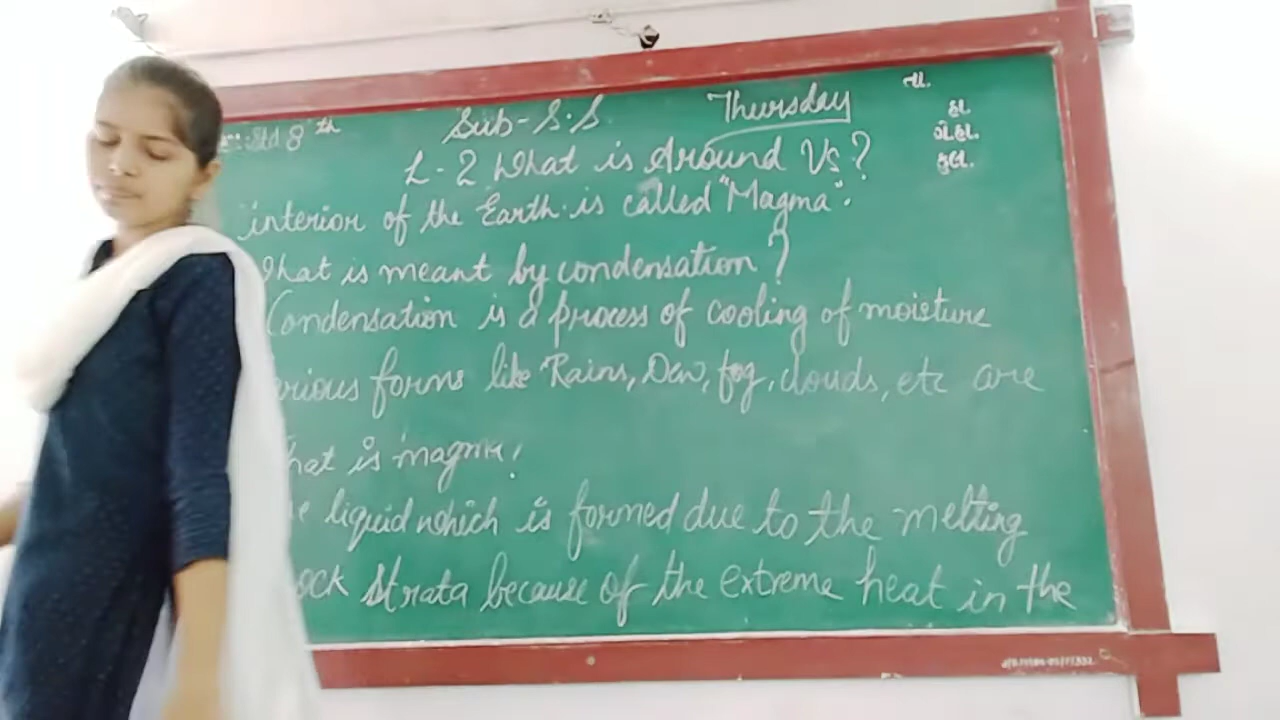 Std 8th Sub-S.S Thursday તા.
હા.
L-2 What is Around Us? ગે.હા.
કુલ.
interior of the Earth is called "Magma".
What is meant by condensation?
Condensation is a process of cooling of moisture
forms like Rains, Dew, fog, clouds, etc are
is magma?
liquid which is formed due to the melting
strata because of the extreme heat in the